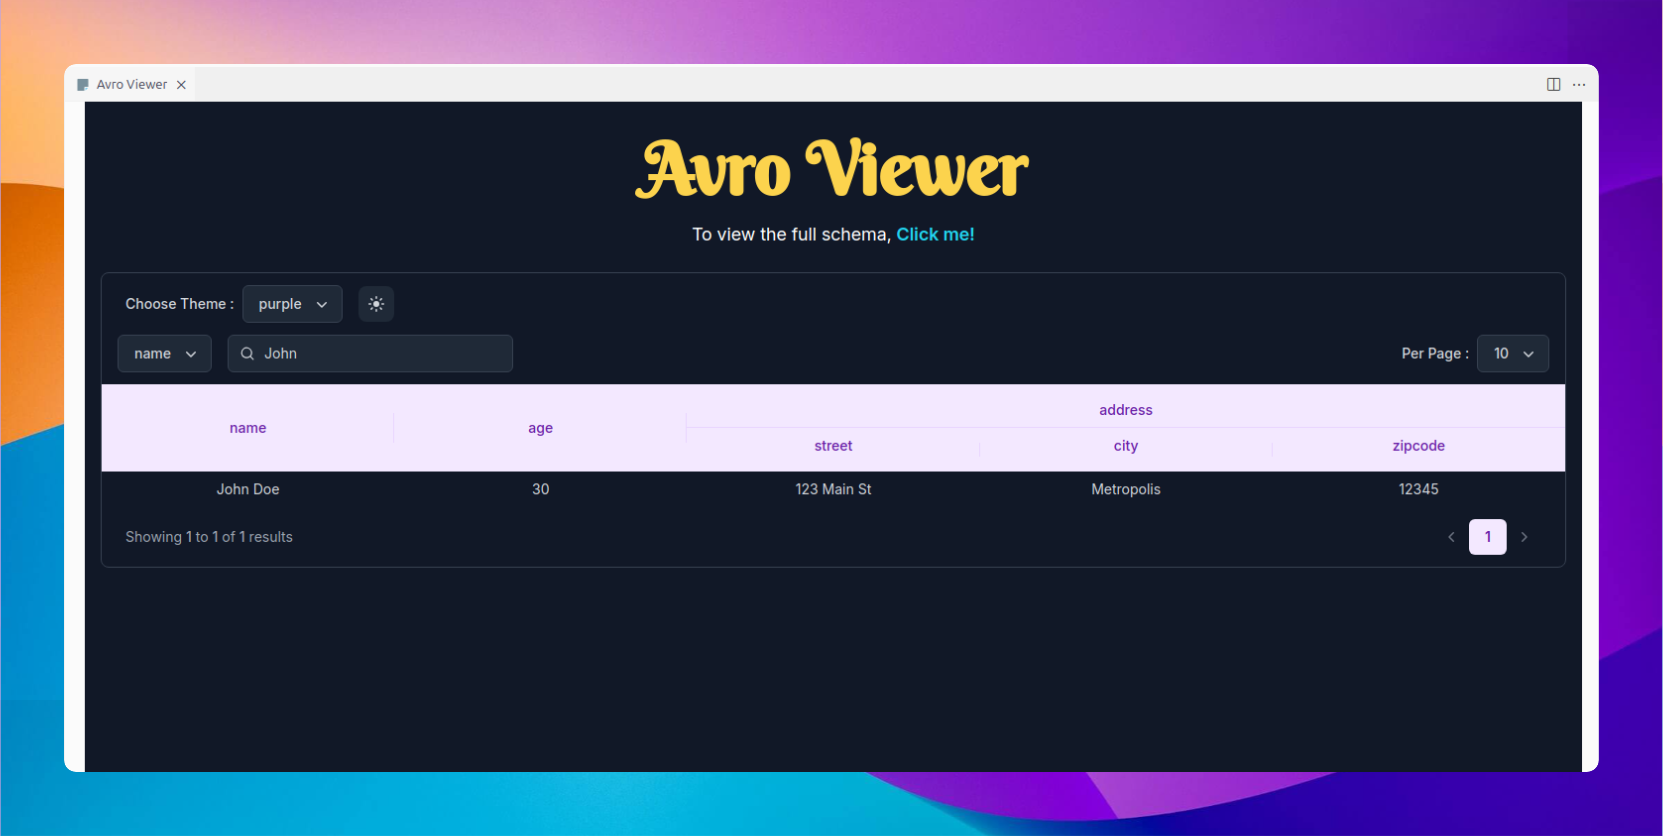 Avro Viewer
Avro Viewer
To view the full schema, Click me!
Choose Theme : purple
name John Per Page : 10
address
name age
street city zipcode
John Doe 30 123 Main St Metropolis 12345
Showing 1 to 1 of 1 results 1